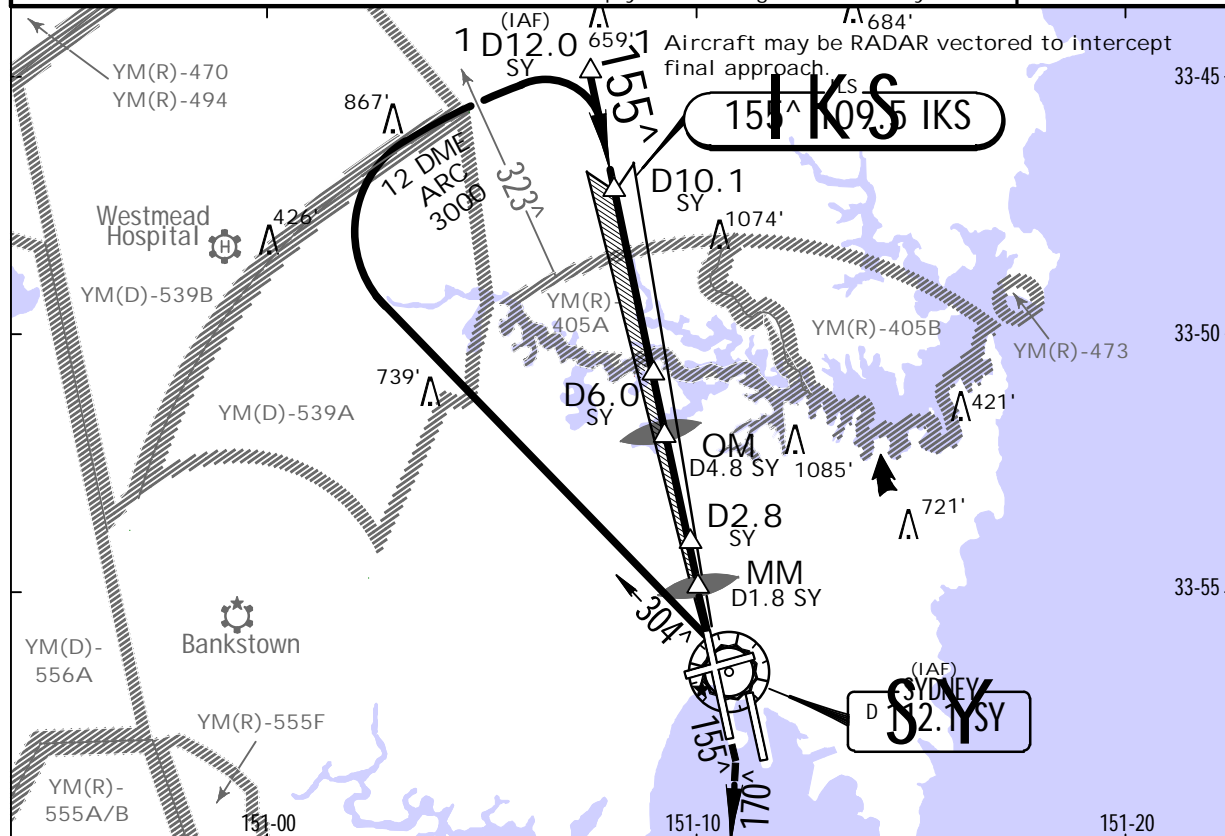 (IAF)
D12.0
SY
1
1
659'
684'
Aircraft may be RADAR vectored to intercept
final approach.
33-45
YM(R)-470
YM(R)-494
867'
155^
ILS
155^ 109.5 IKS
IKS
12 DME
ARC
3000
323^
D10.1
SY
Westmead
Hospital
H
426'
1074'
YM(D)-539B
YM(R)-
405A
YM(R)-405B
YM(R)-473
33-50
739'
YM(D)-539A
D6.0
SY
421'
OM
D4.8 SY
1085'
721'
D2.8
SY
MM
D1.8 SY
33-55
304^
Bankstown
YM(D)-
556A
(IAF)
SYDNEY
D 112.1 SY
SY
YM(R)-555F
155^
170^
YM(R)-
555A/B
151-00
151-10
151-20